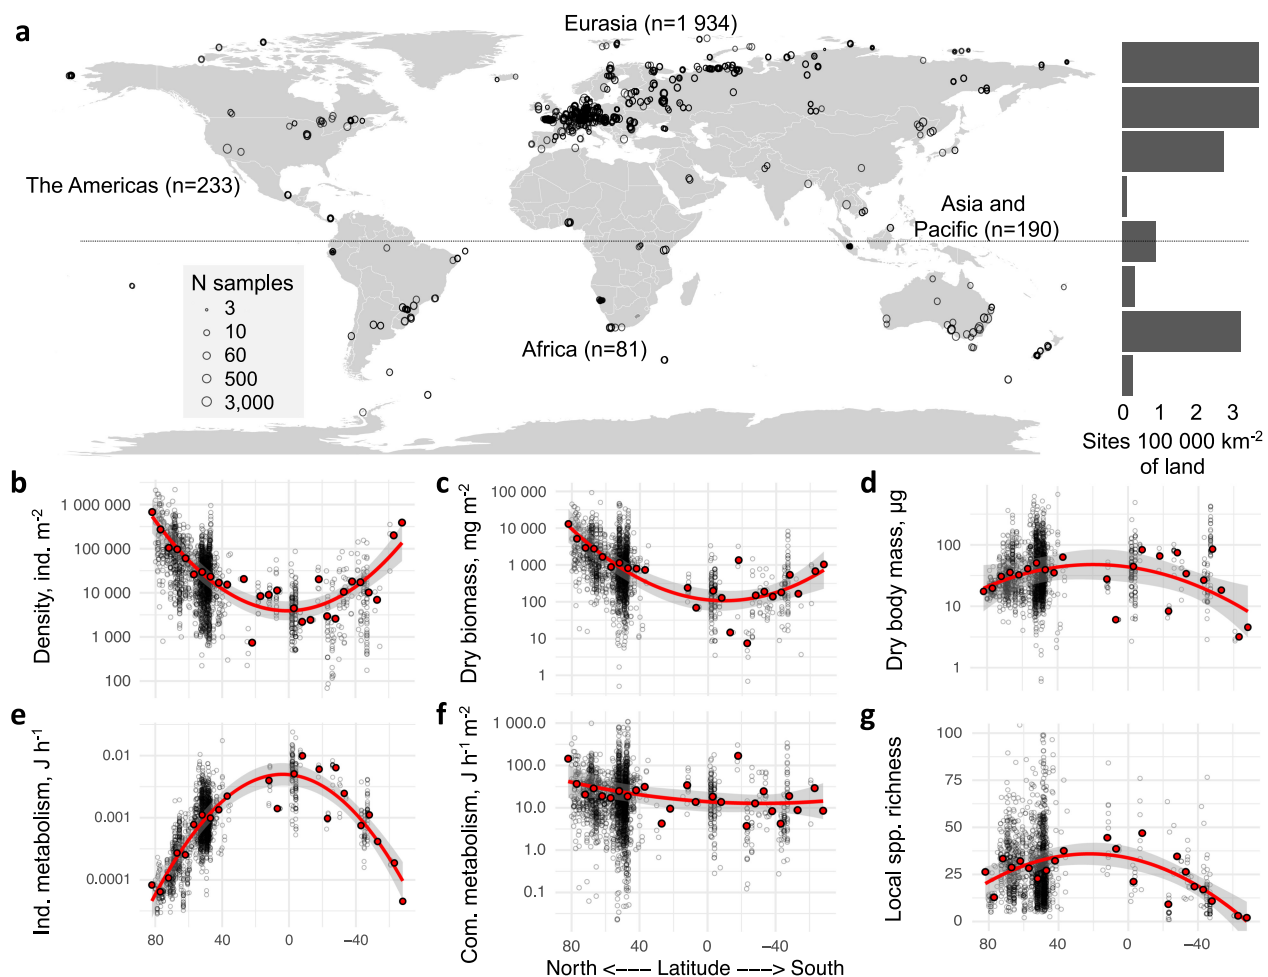 a
Eurasia (n=1 934)
The Americas (n=233)
Asia and
Pacific (n=190)
Africa (n=81)
N samples
3
10
60
500
3,000
0 1 2 3
Sites 100 000 km-2
of land
b
Density, ind. m-2
1 000 000
100 000
10 000
1 000
100
c
Dry biomass, mg m-2
100 000
10 000
1 000
100
10
1
d
Dry body mass, µg
100
10
1
e
Ind. metabolism, J h-1
0.01
0.001
0.0001
80 40 0 −40
f
Com. metabolism, J h-1 m-2
1 000.0
100.0
10.0
1.0
0.1
80 40 0 −40
g
Local spp. richness
100
75
50
25
0
80 40 0 −40
North <−−− Latitude −−−> South